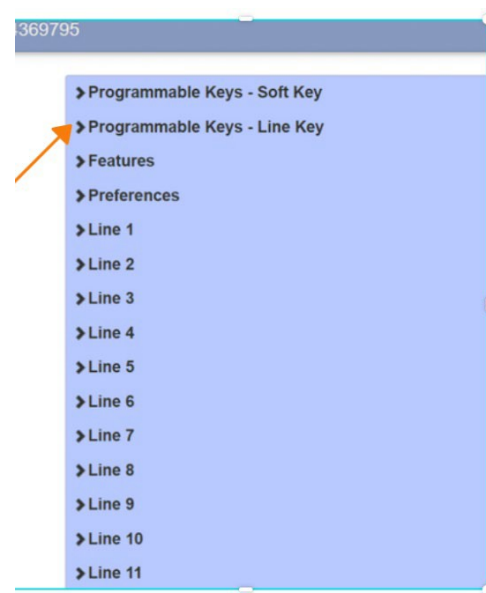 4369795
Programmable Keys - Soft Key
Programmable Keys - Line Key
Features
Preferences
Line 1
Line 2
Line 3
Line 4
Line 5
Line 6
Line 7
Line 8
Line 9
Line 10
Line 11